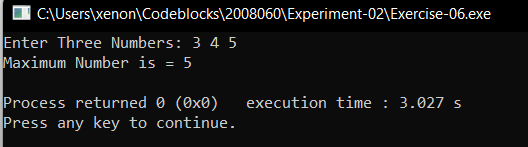 C:\Users\xenon\Codeblocks\2008060\Experiment-02\Exercise-06.exe
Enter Three Numbers: 3 4 5
Maximum Number is = 5
Process returned 0 (0x0)   execution time : 3.027 s
Press any key to continue.